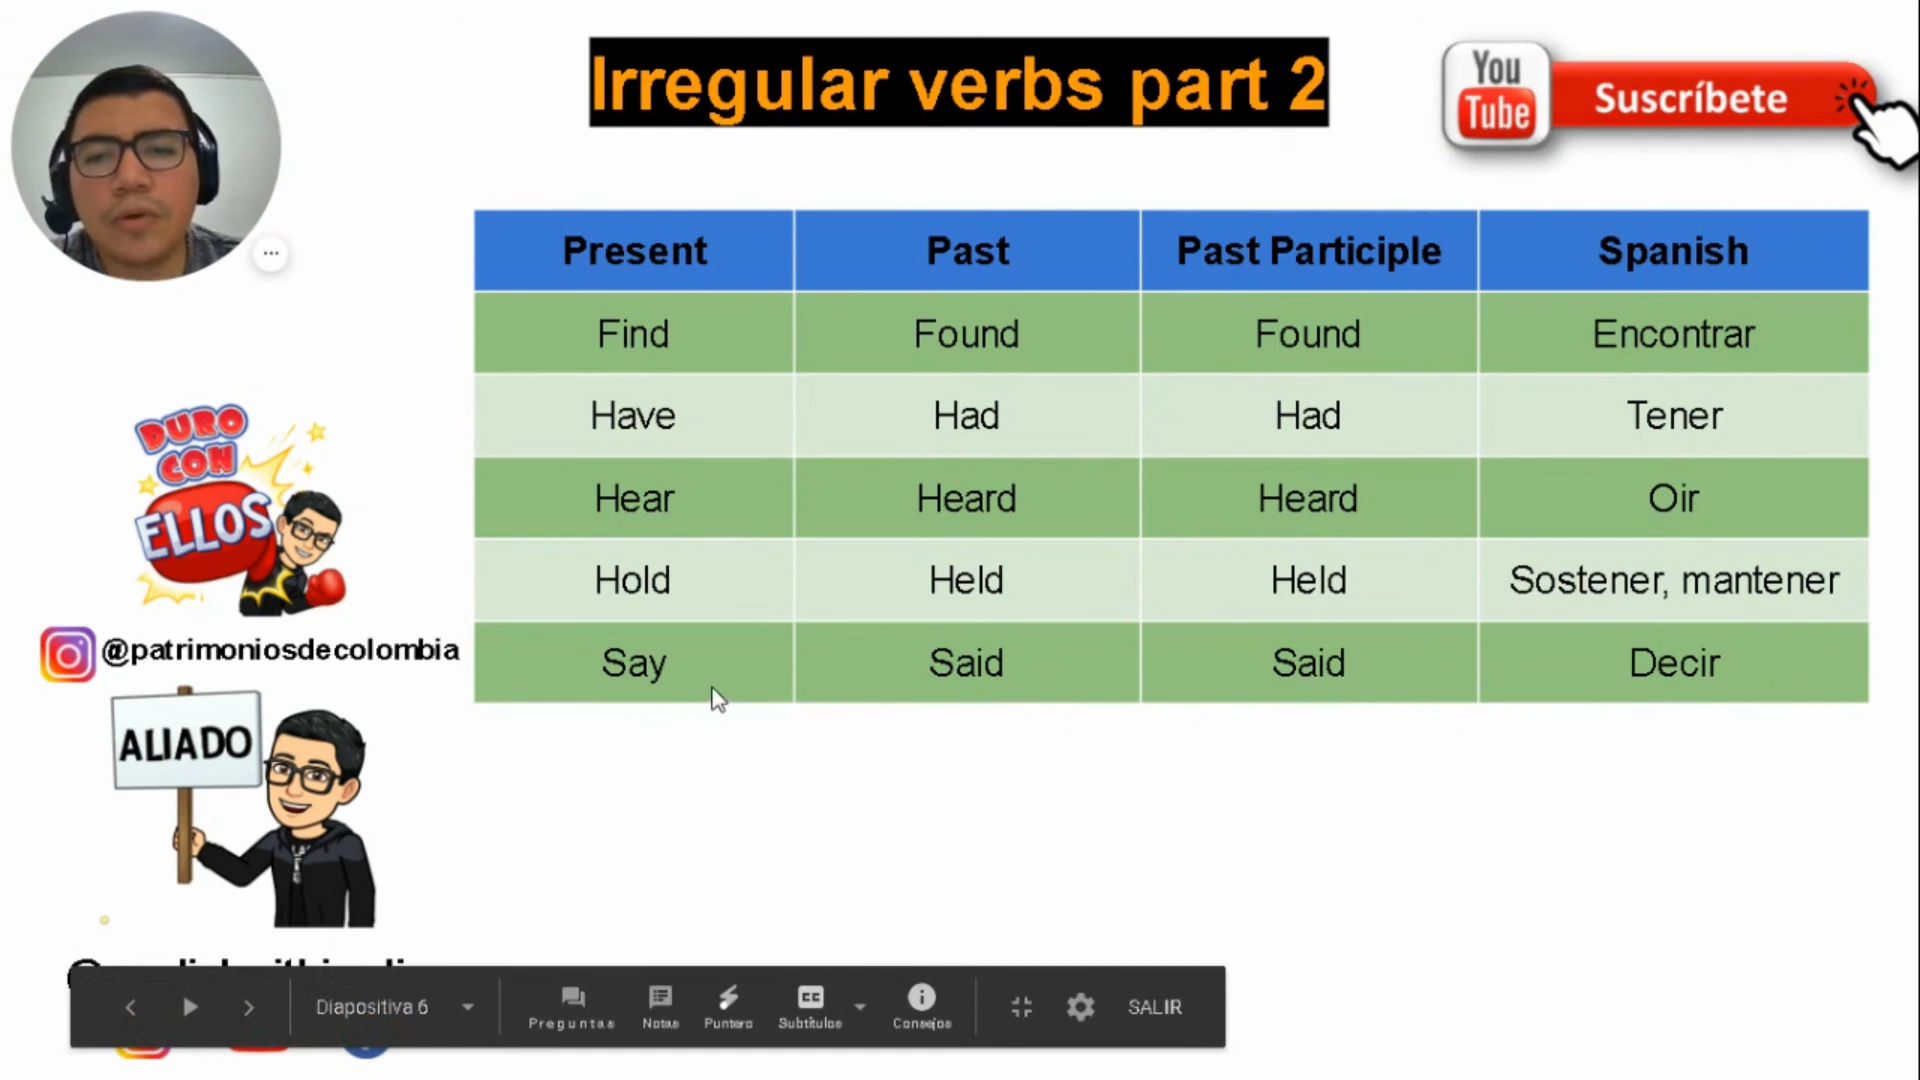 Irregular verbs part 2
You
Tube
Suscríbete
Present Past Past Participle Spanish
Find Found Found Encontrar
Have Had Had Tener
Hear Heard Heard Oir
Hold Held Held Sostener, mantener
Say Said Said Decir
DURO
CON
ELLOS
@patrimoniosdecolombia
ALIADO
Diapositiva 6
Preguntas
Notas
Puntero
CC
Subtítulos
Consejos
SALIR